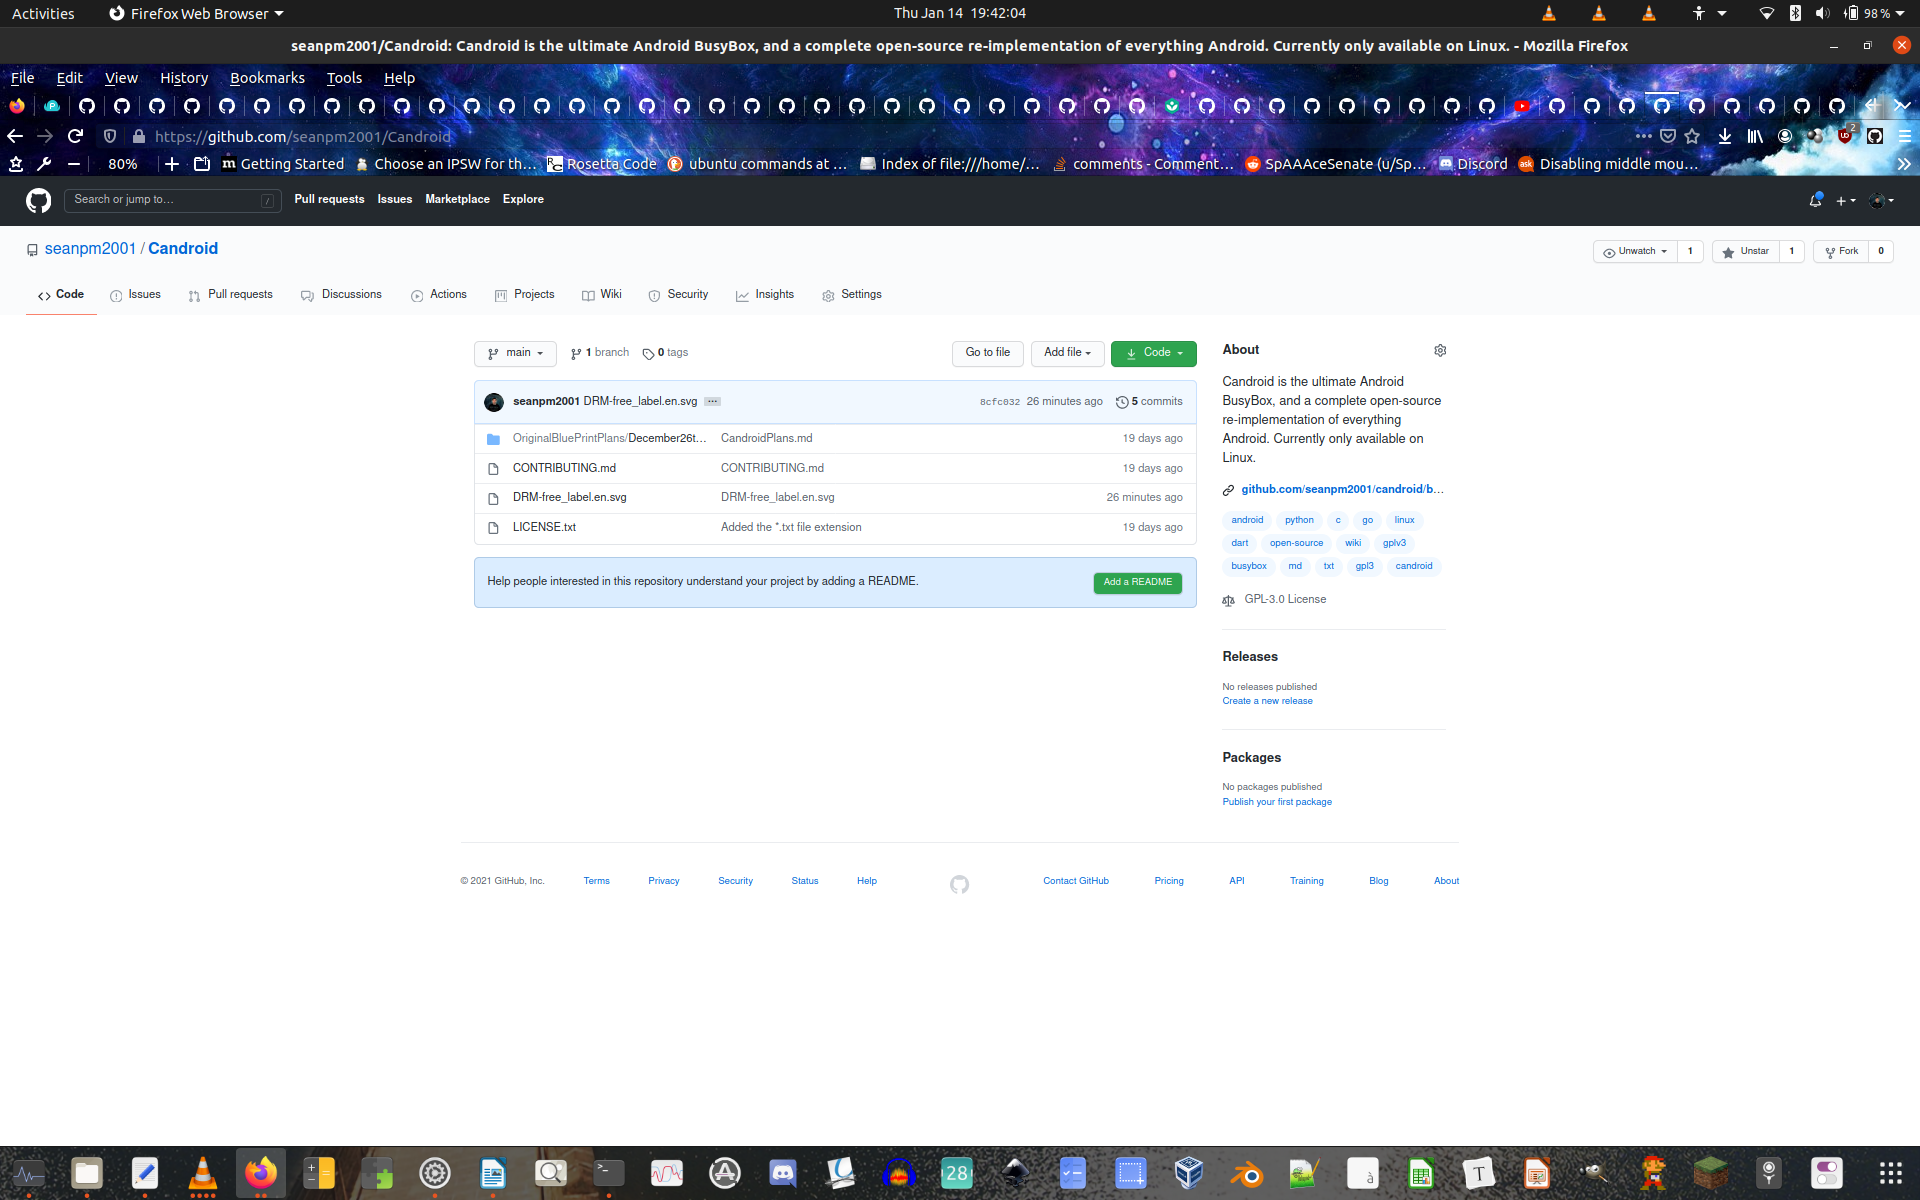 Activities Firefox Web Browser Thu Jan 14 19:42:04 98 %
seanpm2001/Candroid: Candroid is the ultimate Android BusyBox, and a complete open-source re-implementation of everything Android. Currently only available on Linux. - Mozilla Firefox
File Edit View History Bookmarks Tools Help
https://github.com/seanpm2001/Candroid 2
80% Getting Started Choose an IPSW for th… Rosetta Code ubuntu commands at … Index of file:///home/… comments - Comment… SpAAAceSenate (u/Sp… Discord Disabling middle mou…
Search or jump to… / Pull requests Issues Marketplace Explore
seanpm2001 / Candroid Unwatch 1 Unstar 1 Fork 0
Code Issues Pull requests Discussions Actions Projects Wiki Security Insights Settings
main 1 branch 0 tags Go to file Add file Code
seanpm2001 DRM-free_label.en.svg ... 8cfc032 26 minutes ago 5 commits
OriginalBluePrintPlans/December26t… CandroidPlans.md 19 days ago
CONTRIBUTING.md CONTRIBUTING.md 19 days ago
DRM-free_label.en.svg DRM-free_label.en.svg 26 minutes ago
LICENSE.txt Added the *.txt file extension 19 days ago
Help people interested in this repository understand your project by adding a README. Add a README
About
Candroid is the ultimate Android
BusyBox, and a complete open-source
re-implementation of everything
Android. Currently only available on
Linux.
github.com/seanpm2001/candroid/b…
android python c go linux
dart open-source wiki gplv3
busybox md txt gpl3 candroid
GPL-3.0 License
Releases
No releases published
Create a new release
Packages
No packages published
Publish your first package
© 2021 GitHub, Inc. Terms Privacy Security Status Help Contact GitHub Pricing API Training Blog About
28 à T